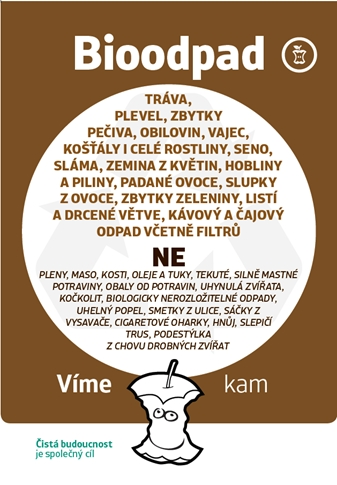 Bioodpad
TRÁVA,
PLEVEL, ZBYTKY
PEČIVA, OBILOVIN, VAJEC,
KOŠŤÁLY I CELÉ ROSTLINY, SENO,
SLÁMA, ZEMINA Z KVĚTIN, HOBLINY
A PILINY, PADANÉ OVOCE, SLUPKY
Z OVOCE, ZBYTKY ZELENINY, LISTÍ
A DRCENÉ VĚTVE, KÁVOVÝ A ČAJOVÝ
ODPAD VČETNĚ FILTRŮ
NE
PLENY, MASO, KOSTI, OLEJE A TUKY, TEKUTÉ, SILNĚ MASTNÉ
POTRAVINY, OBALY OD POTRAVIN, UHYNULÁ ZVÍŘATA,
KOČKOLIT, BIOLOGICKY NEROZLOŽITELNÉ ODPADY,
UHELNÝ POPEL, SMETKY Z ULICE, SÁČKY Z
VYSAVAČE, CIGARETOVÉ OHARKY, HNŮJ, SLEPIČÍ
TRUS, PODESTÝLKA
Z CHOVU DROBNÝCH ZVÍŘAT
Víme kam
Čistá budoucnost
je společný cíl